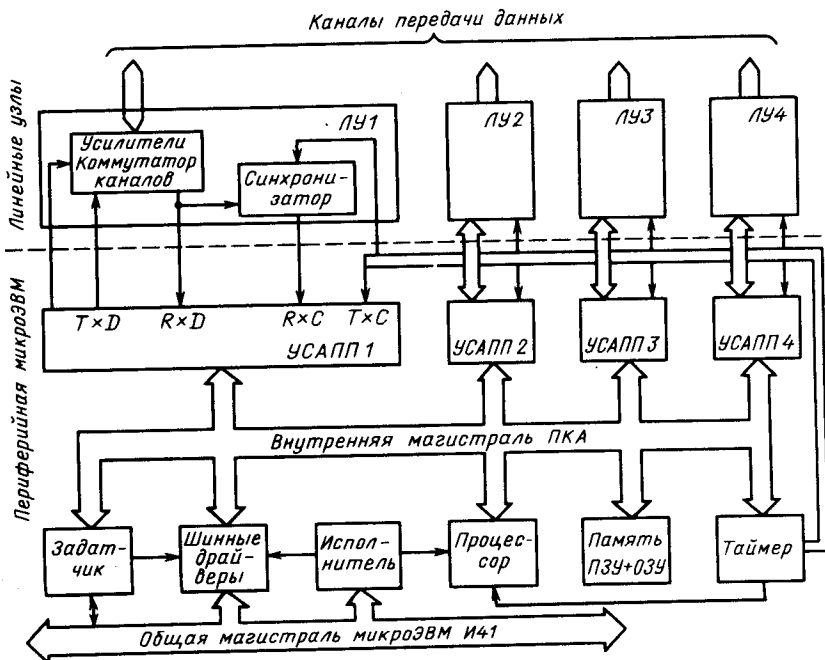 Каналы передачи данных
Линейные узлы
ЛУ1
Усилители
Коммутатор
каналов
Синхрони-
затор
ЛУ2
ЛУ3
ЛУ4
Периферийная микроЭВМ
T×D
R×D
R×C
T×C
УСАПП 1
УСАПП 2
УСАПП 3
УСАПП 4
Внутренняя магистраль ПКА
Задат-
чик
Шинные
драй-
веры
Испол-
нитель
Процес-
сор
Память
ПЗУ+ОЗУ
Таймер
Общая магистраль микроЭВМ И41